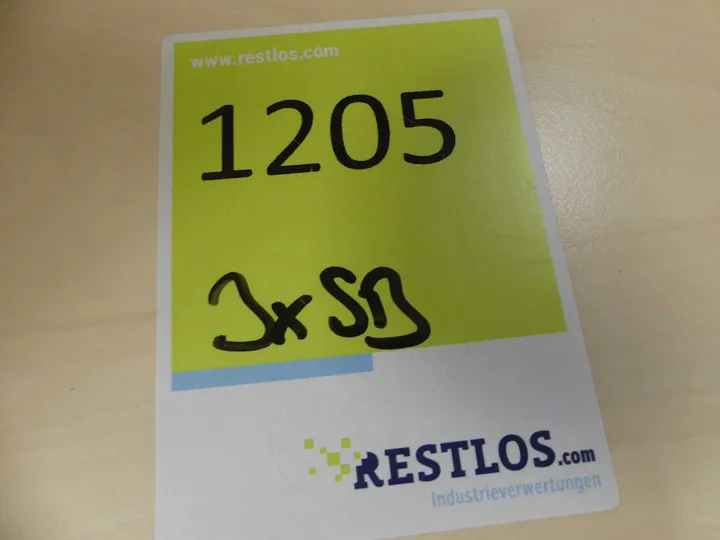 www.restlos.com
1205
3x SB
RESTLOS.com
Industrieverwertungen